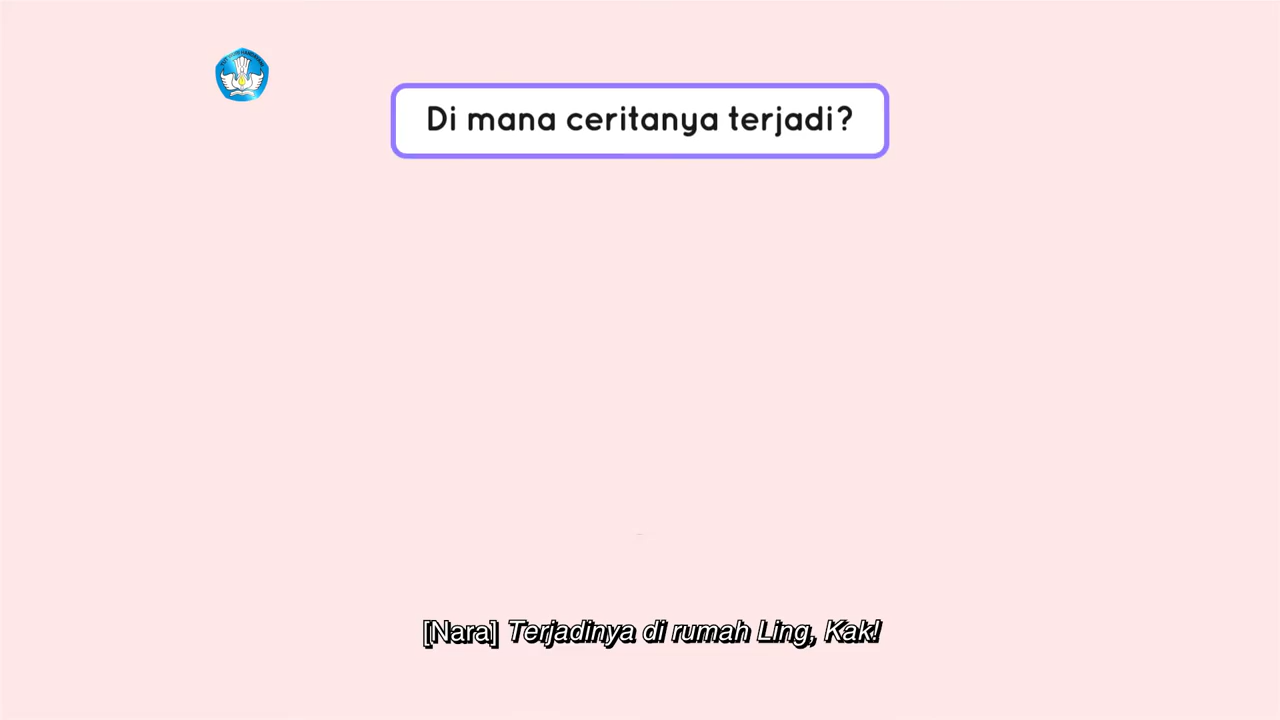 Di mana ceritanya terjadi?
[Nara] Terjadinya di rumah Ling, Kak!